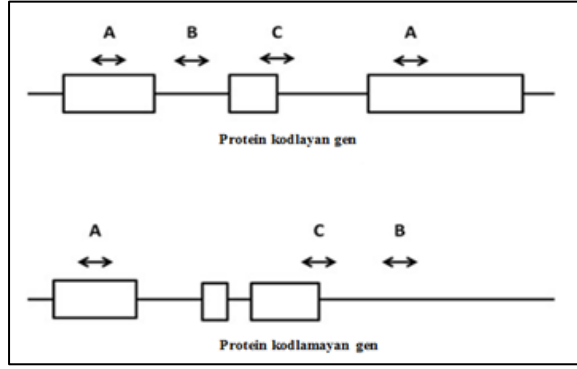 A B C A
Protein kodlayan gen
A C B
Protein kodlamayan gen